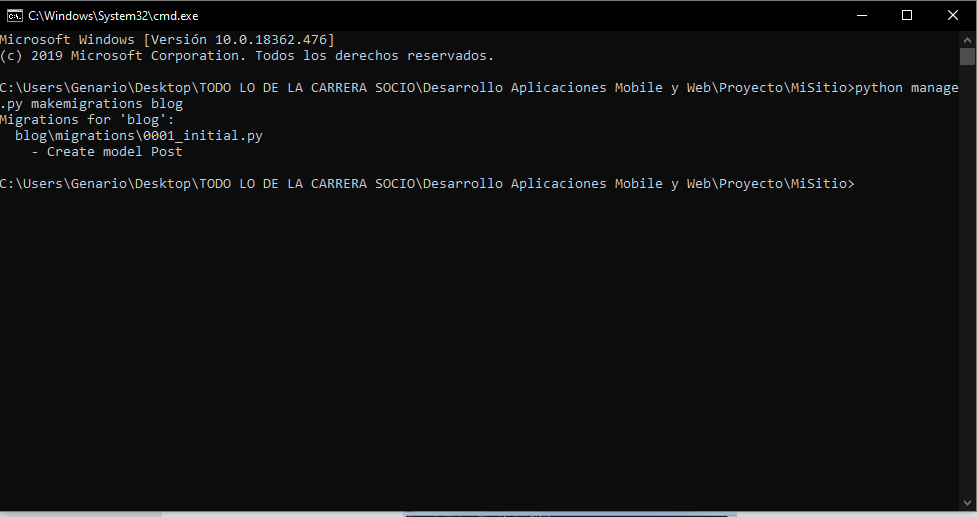 C:\Windows\System32\cmd.exe
Microsoft Windows [Versión 10.0.18362.476]
(c) 2019 Microsoft Corporation. Todos los derechos reservados.
C:\Users\Genario\Desktop\TODO LO DE LA CARRERA SOCIO\Desarrollo Aplicaciones Mobile y Web\Proyecto\MiSitio>python manage
.py makemigrations blog
Migrations for 'blog':
  blog\migrations\0001_initial.py
    - Create model Post
C:\Users\Genario\Desktop\TODO LO DE LA CARRERA SOCIO\Desarrollo Aplicaciones Mobile y Web\Proyecto\MiSitio>